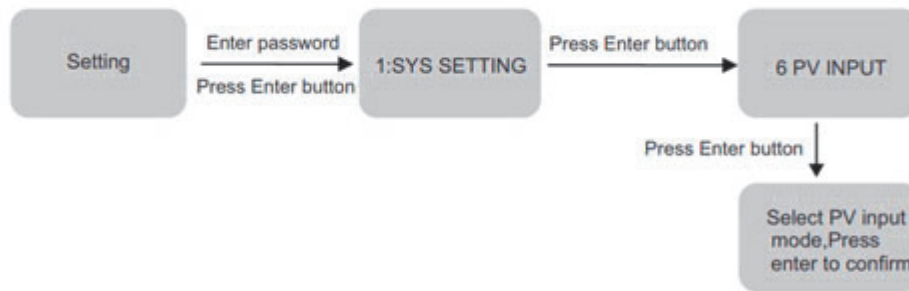 Setting
Enter password
Press Enter button
1:SYS SETTING
Press Enter button
6 PV INPUT
Press Enter button
Select PV input
mode,Press
enter to confirm